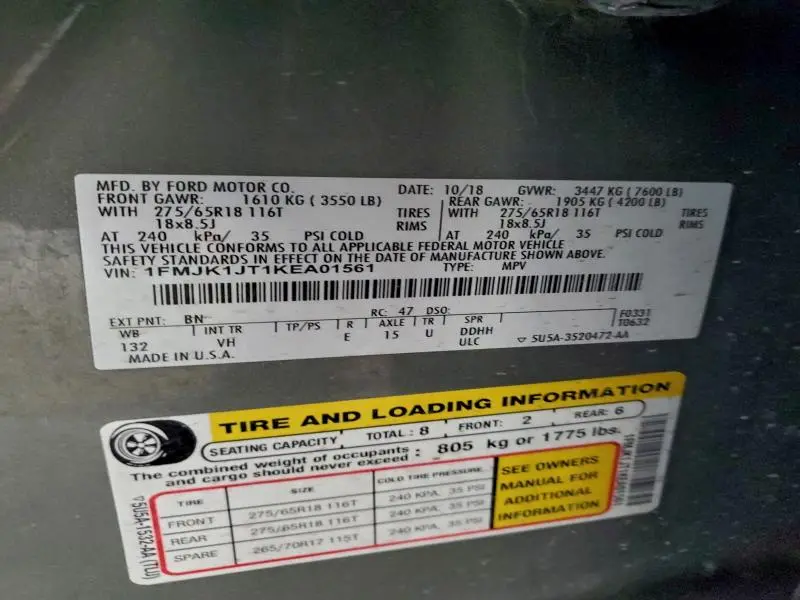 MFD. BY FORD MOTOR CO. DATE: 10/18 GVWR: 3447 KG ( 7600 LB)
FRONT GAWR: 1610 KG ( 3550 LB) REAR GAWR: 1905 KG ( 4200 LB)
WITH 275/65R18 116T TIRES WITH 275/65R18 116T TIRES
18x8.5J RIMS 18x8.5J RIMS
AT 240 kPa/ 35 PSI COLD AT 240 kPa/ 35 PSI COLD
THIS VEHICLE CONFORMS TO ALL APPLICABLE FEDERAL MOTOR VEHICLE
SAFETY STANDARDS IN EFFECT ON THE DATE OF MANUFACTURE SHOWN ABOVE.
VIN: 1FMJK1JT1KEA01561 TYPE: MPV
EXT PNT: BN RC: 47 DSO: F0331
WB INT TR TP/PS R AXLE TR SPR T0632
132 VH E 15 U DDHH
ULC ▽ 5U5A-3520472-AA
MADE IN U.S.A.
TIRE AND LOADING INFORMATION
SEATING CAPACITY TOTAL: 8 FRONT: 2 REAR: 6
The combined weight of occupants and cargo should never exceed : 805 kg or 1775 lbs.
TIRE SIZE COLD TIRE PRESSURE
FRONT 275/65R18 116T 240 KPA, 35 PSI
REAR 275/65R18 116T 240 KPA, 35 PSI
SPARE 265/70R17 115T 240 KPA, 35 PSI
SEE OWNERS
MANUAL FOR
ADDITIONAL
INFORMATION
▽5U5A-1532-AA (TLU)